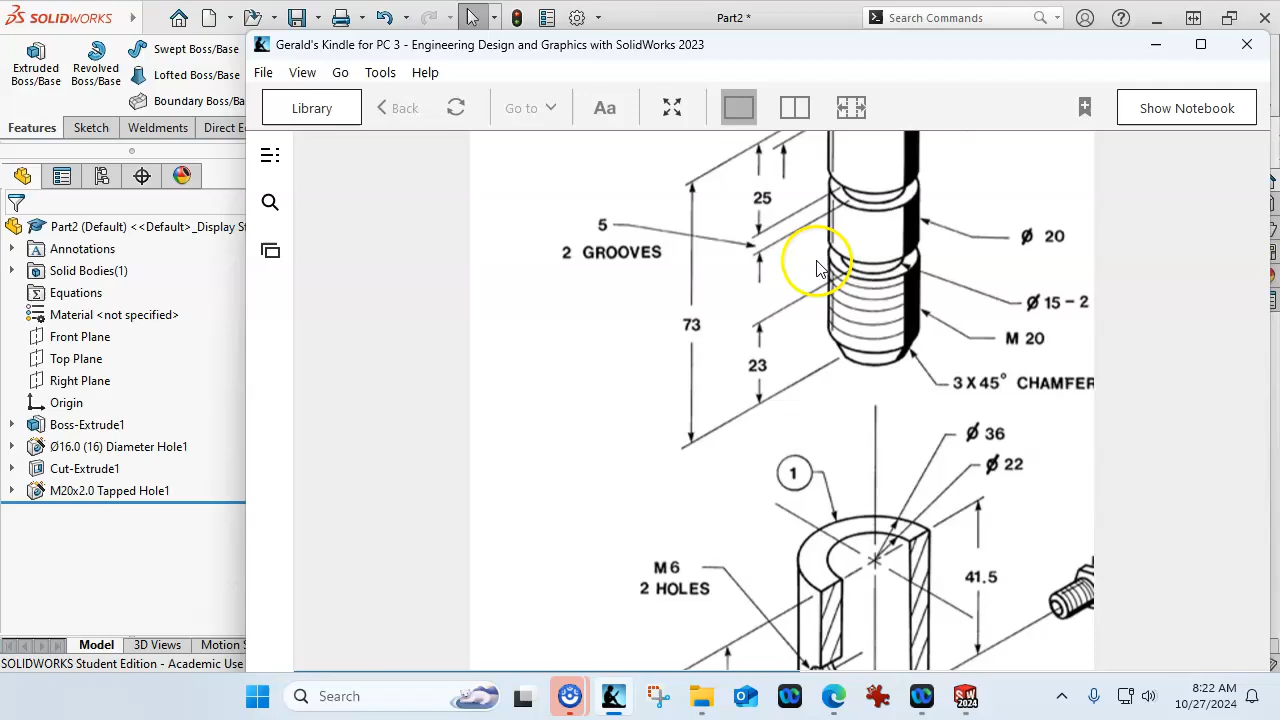 SOLIDWORKS
Part2 *
Search Commands
Gerald's Kindle for PC 3 - Engineering Design and Graphics with SolidWorks 2023
Extruded
Boss/Base
Revolved
Boss/Base
Swept Boss/Base
Lofted Boss/Base
Boundary Boss/Ba
File View Go Tools Help
Library
Back
Go to
Aa
Show Notebook
Features Sketch Weldments Direct E
Part2 (Default) <<Default>_Display St
Annotations
Solid Bodies(1)
Equations
Material <not specified>
Front Plane
Top Plane
Right Plane
Origin
Boss-Extrude1
Ø16.0 (16) Diameter Hole1
Cut-Extrude1
M20x2.0 Tapped Hole1
25
5
2 GROOVES
Ø 20
Ø 15-2
73
M 20
23
3 X 45° CHAMFER
Ø 36
1
Ø 22
M6
2 HOLES
41.5
Model 3D Views Motion S
SOLIDWORKS Student Edition - Academic Use
Search
8:22 AM
10/27/2024